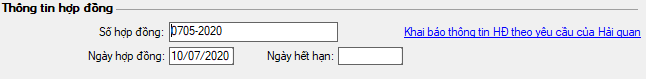 Thông tin hợp đồng
Số hợp đồng: 0705-2020 Khai báo thông tin HĐ theo yêu cầu của Hải quan
Ngày hợp đồng: 10/07/2020 Ngày hết hạn: